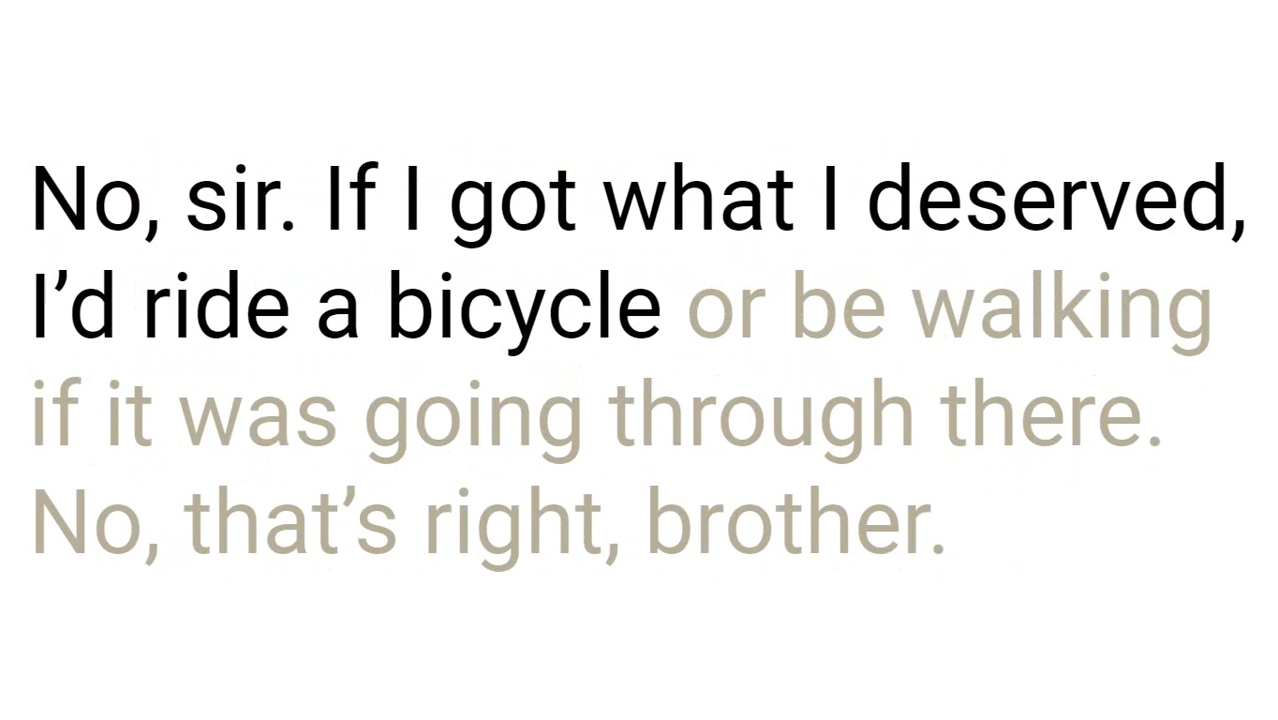 No, sir. If I got what I deserved,
I’d ride a bicycle or be walking
if it was going through there.
No, that’s right, brother.